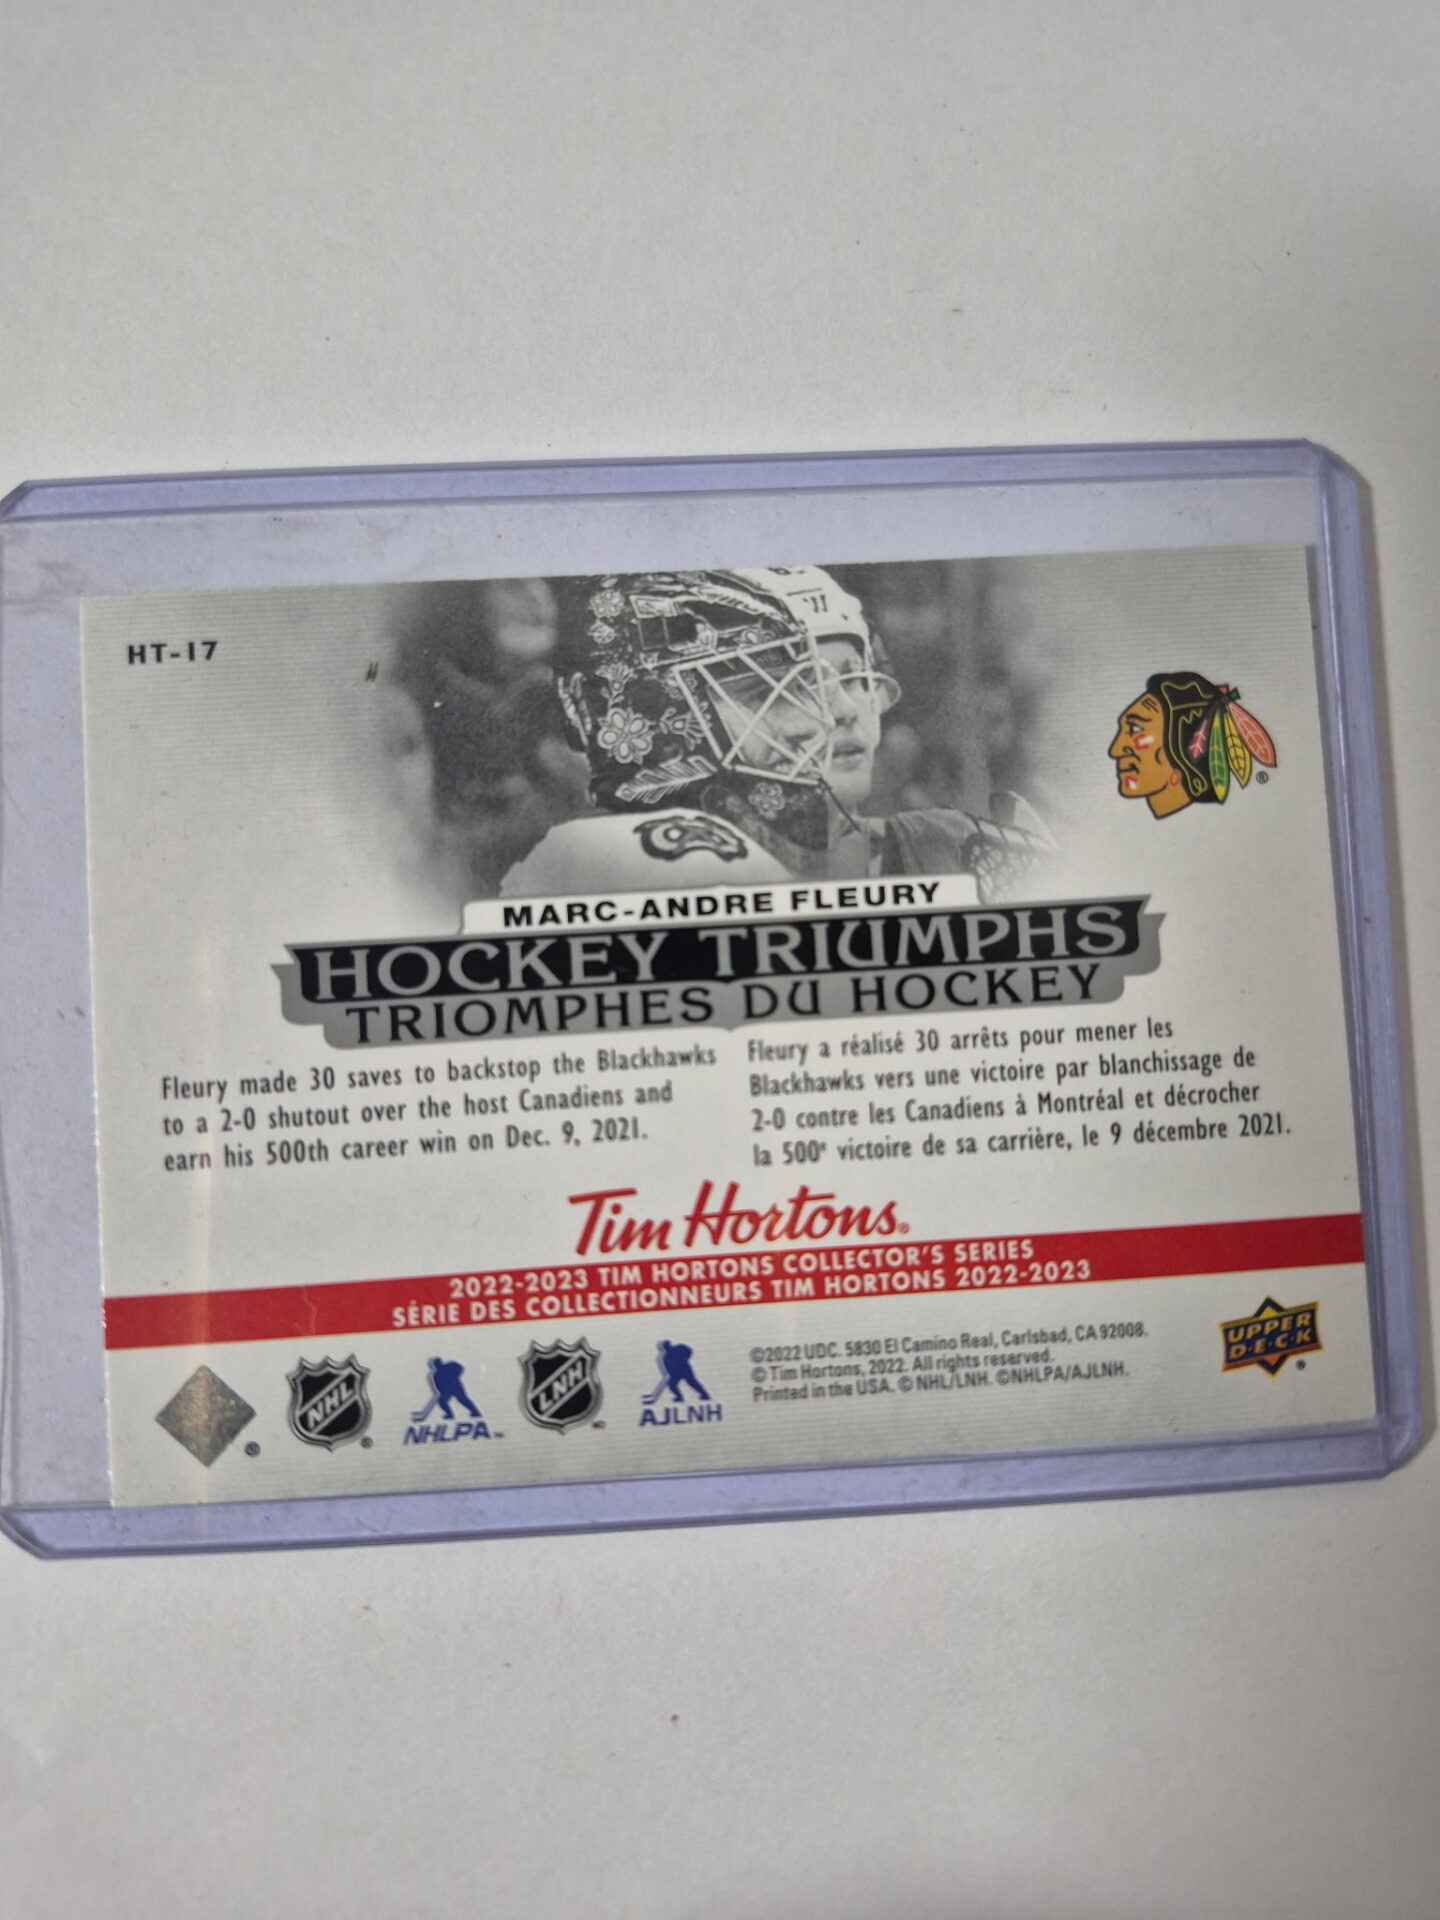 HT-17
MARC-ANDRE FLEURY
HOCKEY TRIUMPHS
TRIOMPHES DU HOCKEY
Fleury made 30 saves to backstop the Blackhawks
to a 2-0 shutout over the host Canadiens and
earn his 500th career win on Dec. 9, 2021.
Fleury a réalisé 30 arrêts pour mener les
Blackhawks vers une victoire par blanchissage de
2-0 contre les Canadiens à Montréal et décrocher
la 500e victoire de sa carrière, le 9 décembre 2021.
Tim Hortons®
2022-2023 TIM HORTONS COLLECTOR'S SERIES
SÉRIE DES COLLECTIONNEURS TIM HORTONS 2022-2023
NHL
NHLPA
LNH
AJLNH
©2022 UDC. 5830 El Camino Real, Carlsbad, CA 92008.
© Tim Hortons, 2022. All rights reserved.
Printed in the USA. © NHL/LNH. ©NHLPA/AJLNH.
UPPER
D•E•C•K